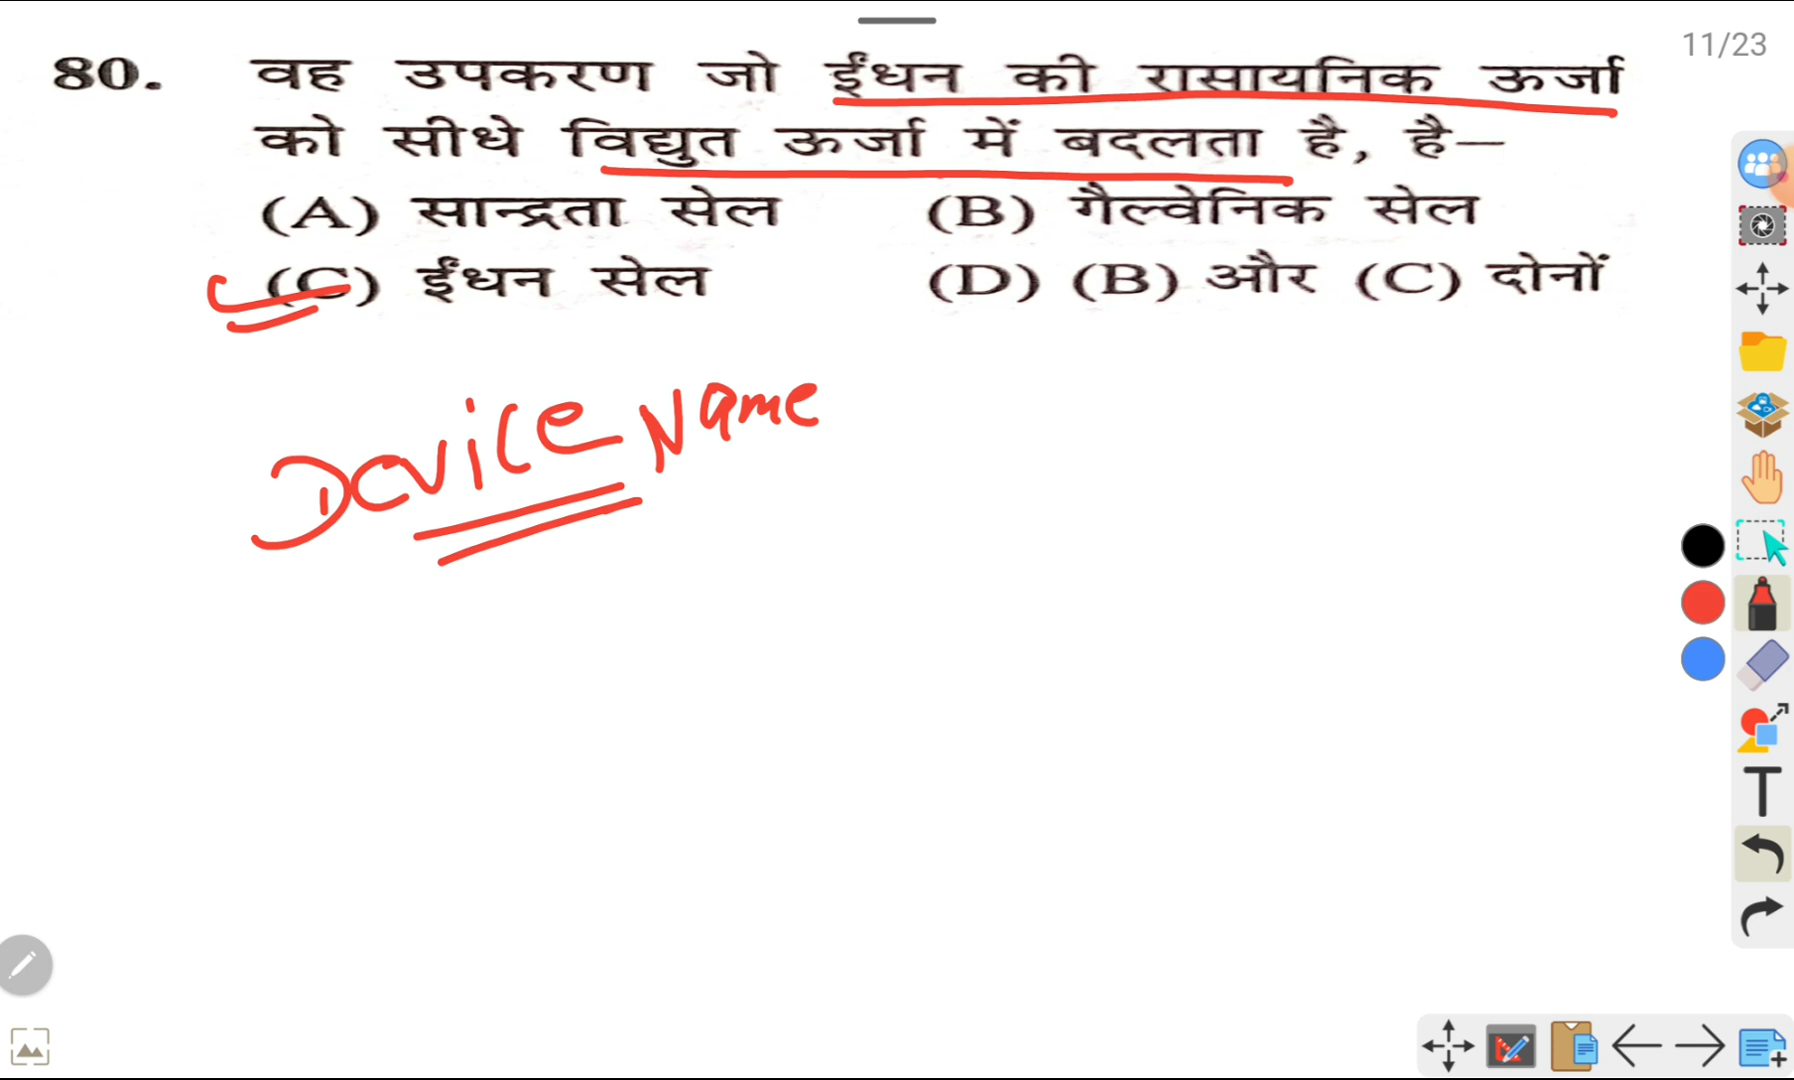 11/23
80. वह उपकरण जो ईंधन की रासायनिक ऊर्जा
को सीधे विद्युत ऊर्जा में बदलता है, है—
(A) सान्द्रता सेल (B) गैल्वेनिक सेल
(C) ईंधन सेल (D) (B) और (C) दोनों
Device Name
T